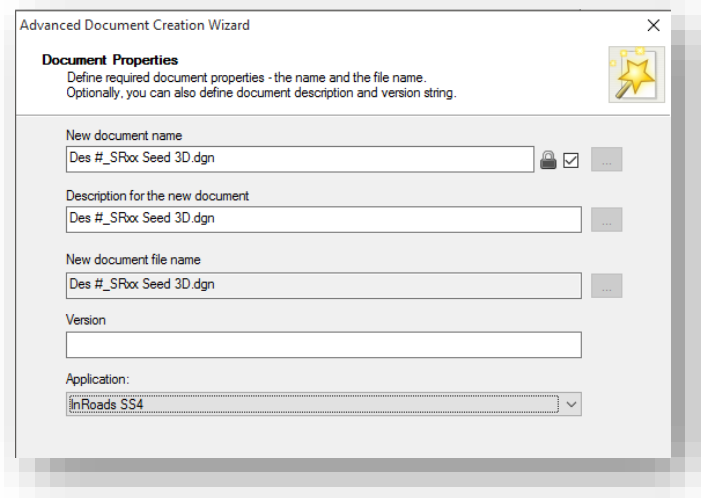 Advanced Document Creation Wizard
Document Properties
Define required document properties - the name and the file name.
Optionally, you can also define document description and version string.
New document name
Des #_SRxx Seed 3D.dgn
...
Description for the new document
Des #_SRxx Seed 3D.dgn
...
New document file name
Des #_SRxx Seed 3D.dgn
...
Version
Application:
InRoads SS4